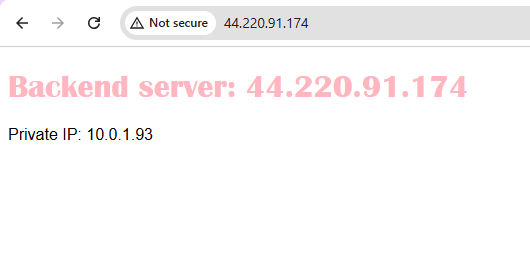 Not secure 44.220.91.174
Backend server: 44.220.91.174
Private IP: 10.0.1.93